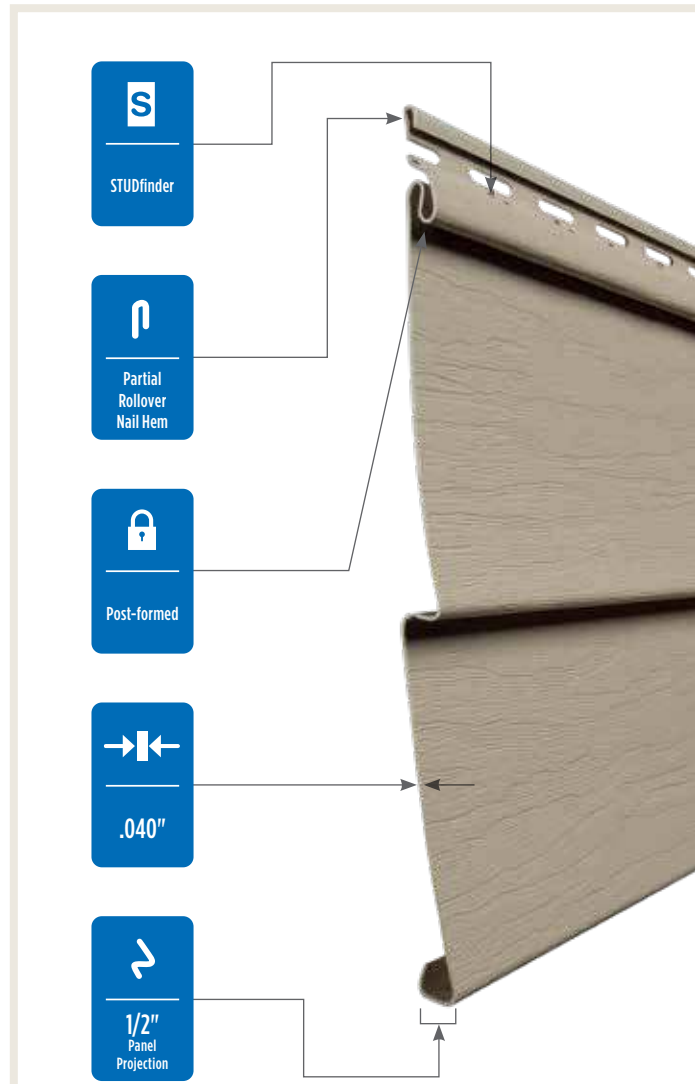 S
STUDfinder
Partial
Rollover
Nail Hem
Post-formed
.040"
1/2"
Panel
Projection